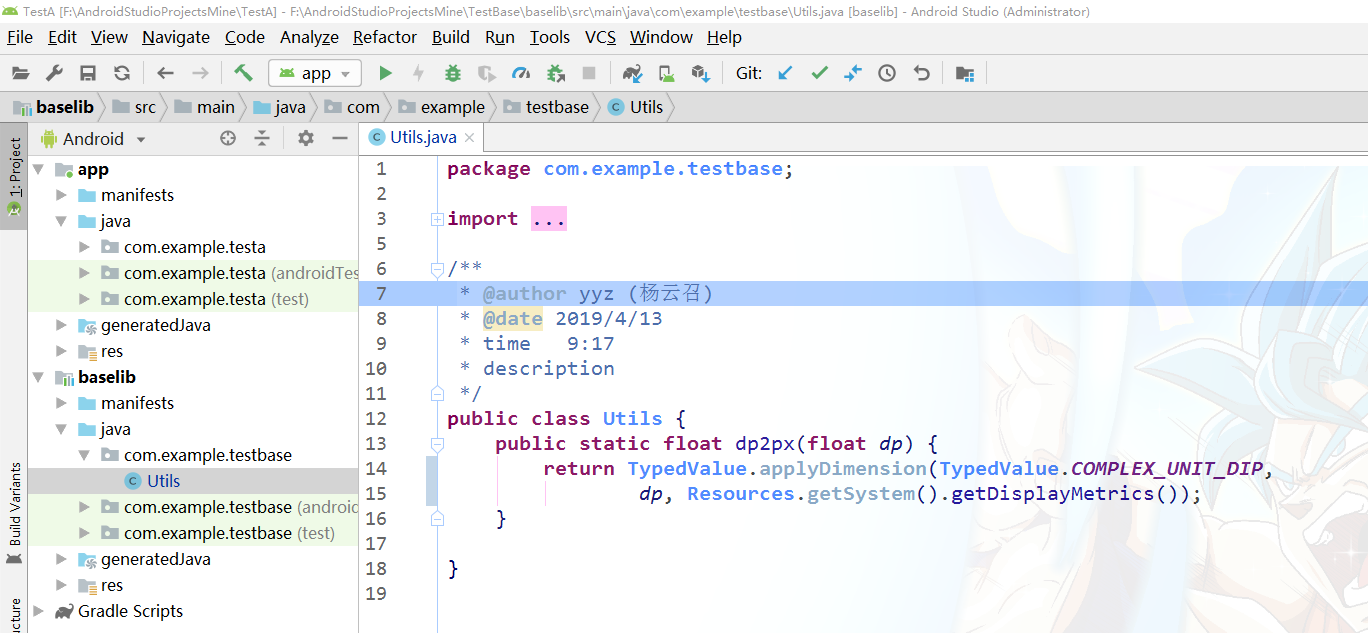 TestA [F:\AndroidStudioProjectsMine\TestA] - F:\AndroidStudioProjectsMine\TestBase\baselib\src\main\java\com\example\testbase\Utils.java [baselib] - Android Studio (Administrator)
File Edit View Navigate Code Analyze Refactor Build Run Tools VCS Window Help
app Git:
baselib src main java com example testbase Utils
1: Project
Build Variants
ucture
Android
app
manifests
java
com.example.testa
com.example.testa (androidTes
com.example.testa (test)
generatedJava
res
baselib
manifests
java
com.example.testbase
Utils
com.example.testbase (android
com.example.testbase (test)
generatedJava
res
Gradle Scripts
Utils.java
1 package com.example.testbase;
2
3 import ...
5
6 /**
7 * @author yyz (杨云召)
8 * @date 2019/4/13
9 * time 9:17
10 * description
11 */
12 public class Utils {
13 public static float dp2px(float dp) {
14 return TypedValue.applyDimension(TypedValue.COMPLEX_UNIT_DIP,
15 dp, Resources.getSystem().getDisplayMetrics());
16 }
17
18 }
19